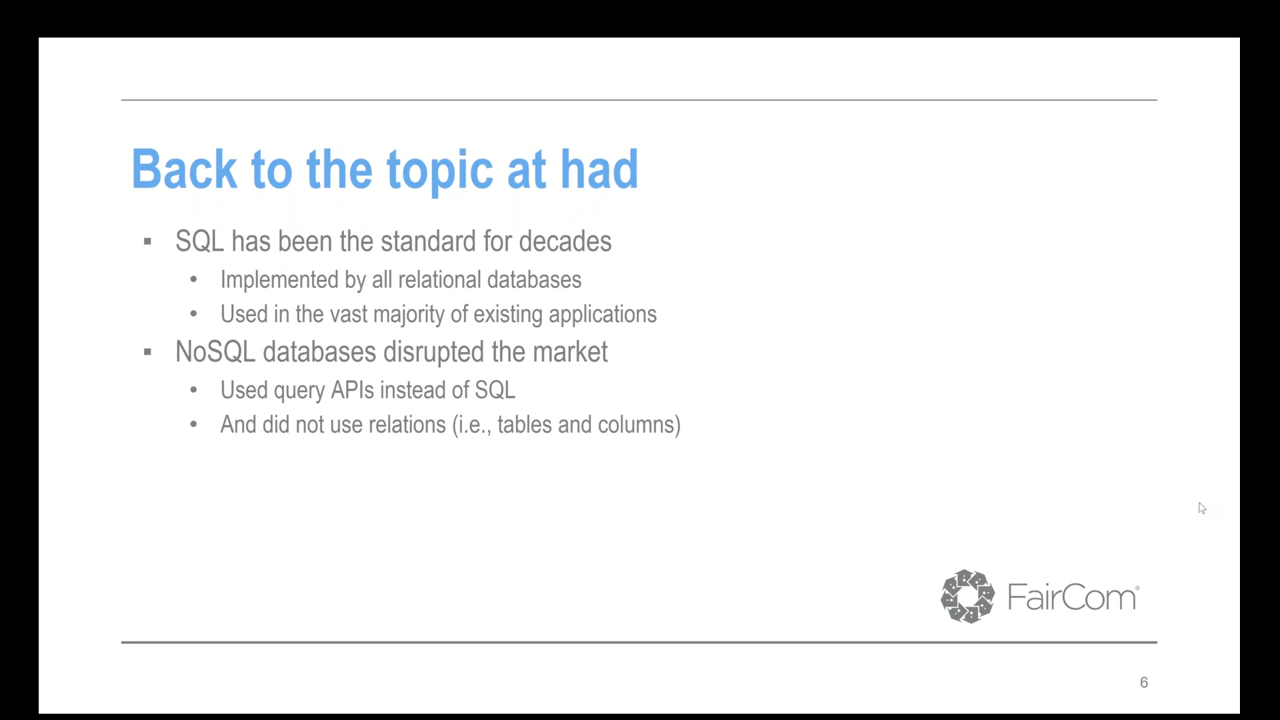 Back to the topic at had
▪ SQL has been the standard for decades
• Implemented by all relational databases
• Used in the vast majority of existing applications
▪ NoSQL databases disrupted the market
• Used query APIs instead of SQL
• And did not use relations (i.e., tables and columns)
FairCom®
6